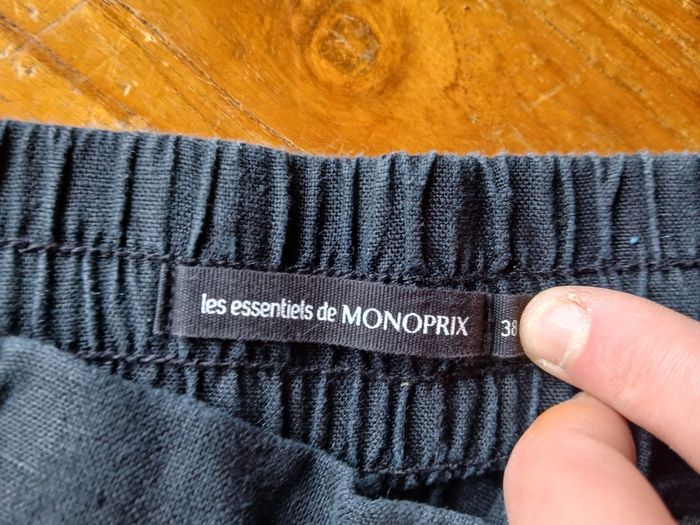 les essentiels de MONOPRIX
38